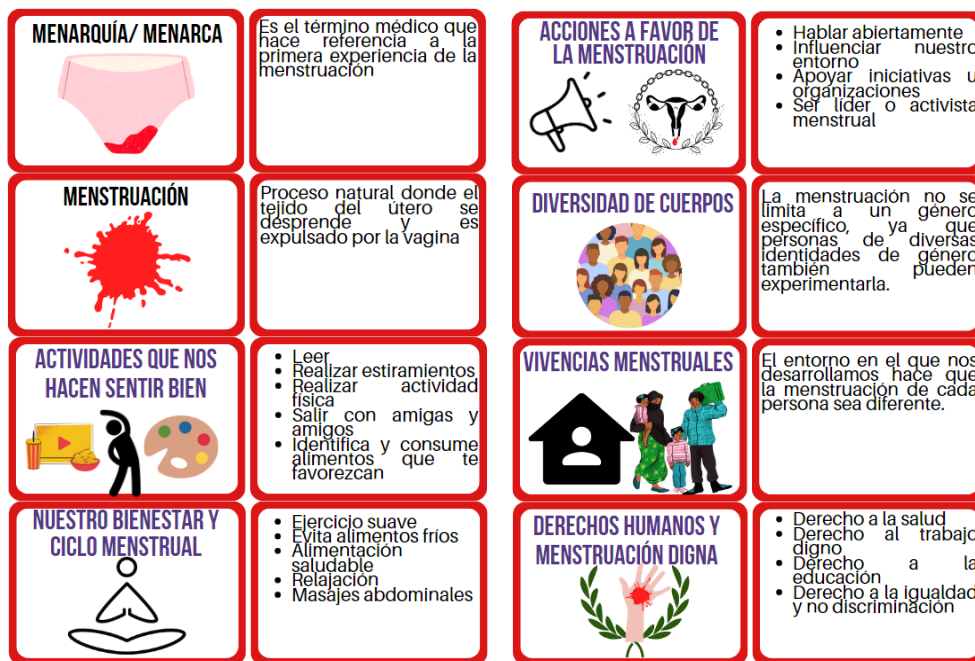 MENARQUÍA/ MENARCA
Es el término médico que
hace referencia a la
primera experiencia de la
menstruación
MENSTRUACIÓN
Proceso natural donde el
tejido del útero se
desprende y es
expulsado por la vagina
ACTIVIDADES QUE NOS
HACEN SENTIR BIEN
• Leer
• Realizar estiramientos
• Realizar actividad
física
• Salir con amigas y
amigos
• Identifica y consume
alimentos que te
favorezcan
NUESTRO BIENESTAR Y
CICLO MENSTRUAL
• Ejercicio suave
• Evita alimentos fríos
• Alimentación
saludable
• Relajación
• Masajes abdominales
ACCIONES A FAVOR DE
LA MENSTRUACIÓN
• Hablar abiertamente
• Influenciar nuestro
entorno
• Apoyar iniciativas u
organizaciones
• Ser líder o activista
menstrual
DIVERSIDAD DE CUERPOS
La menstruación no se
limita a un género
específico, ya que
personas de diversas
identidades de género
también pueden
experimentarla.
VIVENCIAS MENSTRUALES
El entorno en el que nos
desarrollamos hace que
la menstruación de cada
persona sea diferente.
DERECHOS HUMANOS Y
MENSTRUACIÓN DIGNA
• Derecho a la salud
• Derecho al trabajo
digno
• Derecho a la
educación
• Derecho a la igualdad
y no discriminación